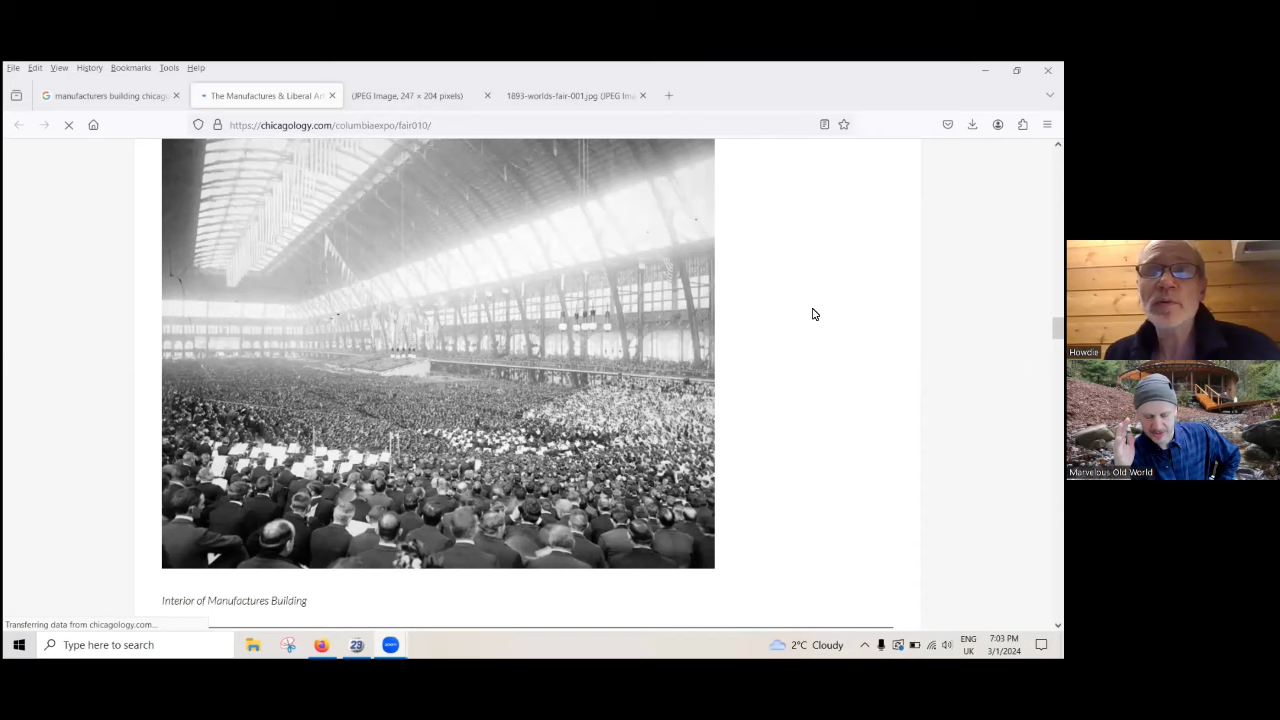 File Edit View History Bookmarks Tools Help
manufacturers building chicag
The Manufactures & Liberal Ar
(JPEG Image, 247 × 204 pixels)
1893-worlds-fair-001.jpg (JPEG Im
https://chicagology.com/columbiaexpo/fair010/
Howdie
Marvelous Old World
Interior of Manufactures Building
Transferring data from chicagology.com...
Type here to search
29
zoom
2°C Cloudy
ENG
UK
7:03 PM
3/1/2024